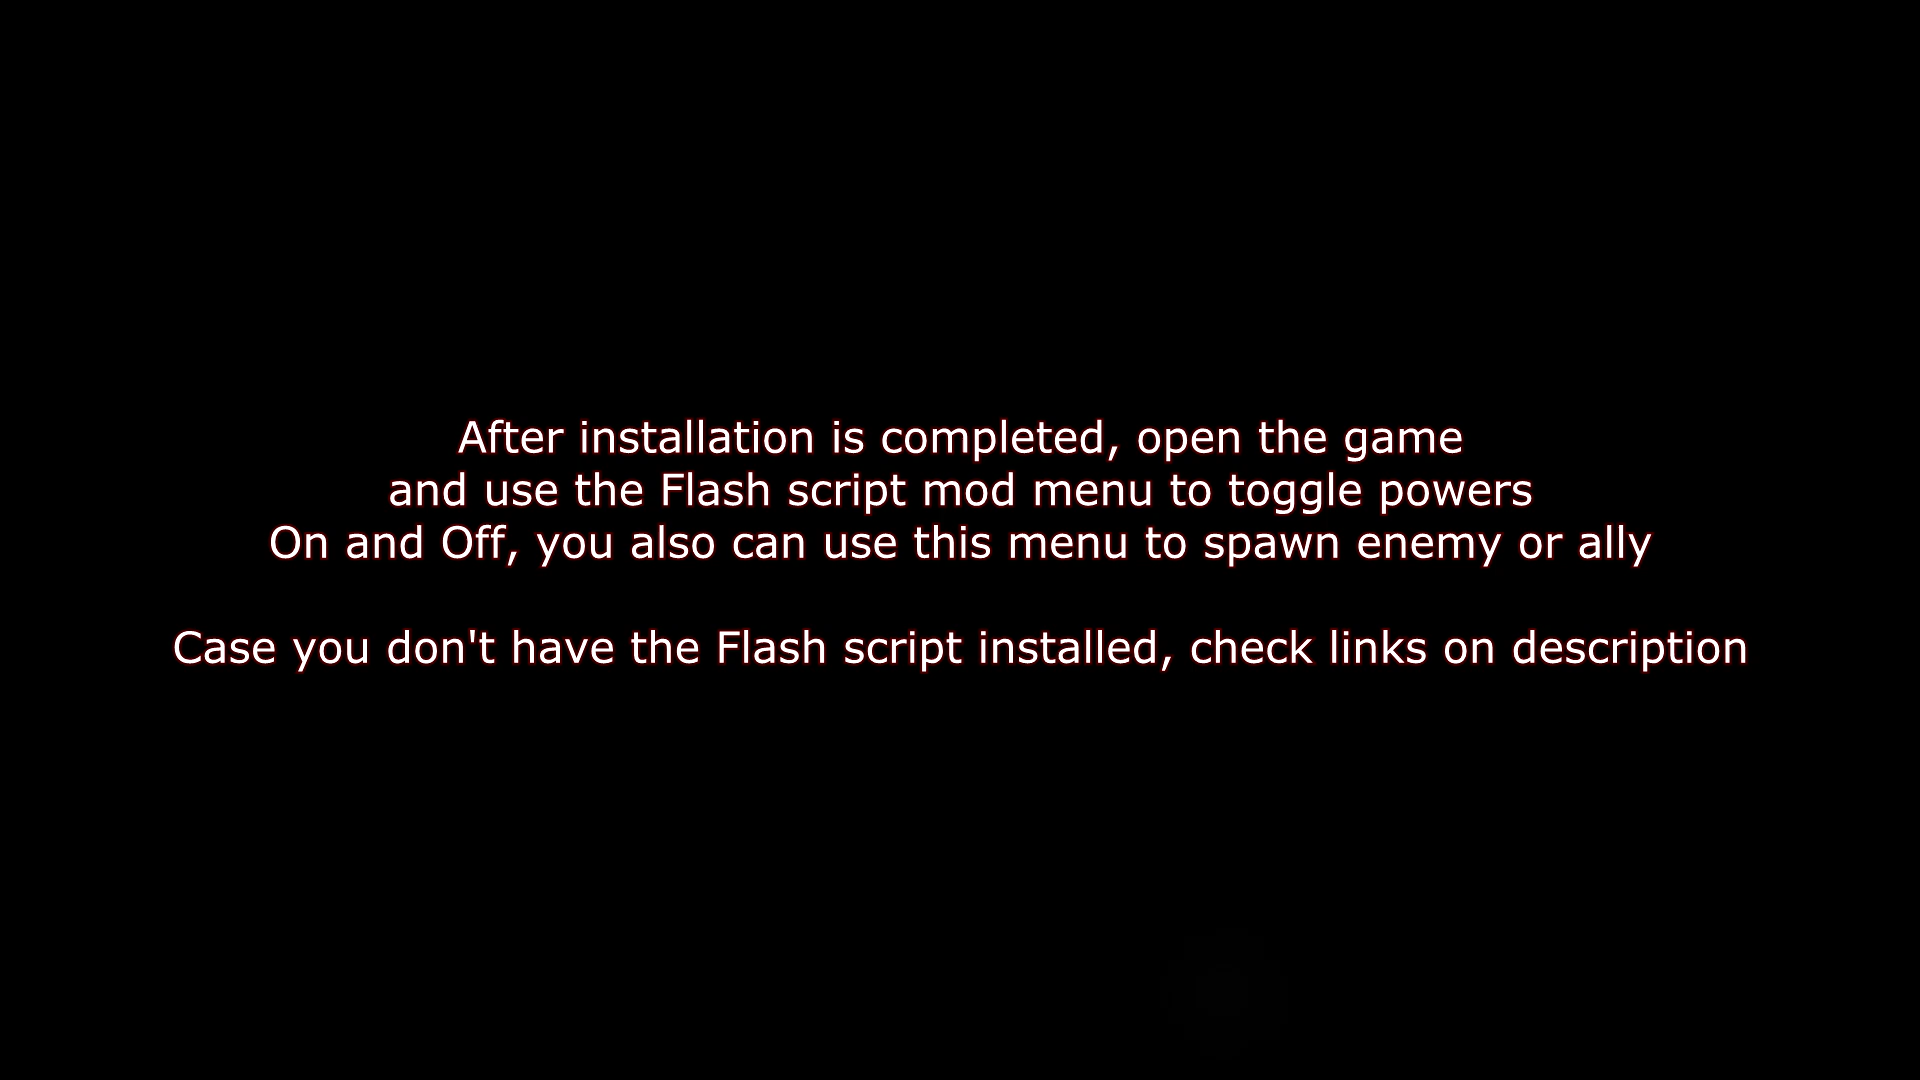 After installation is completed, open the game
and use the Flash script mod menu to toggle powers
On and Off, you also can use this menu to spawn enemy or ally
Case you don't have the Flash script installed, check links on description